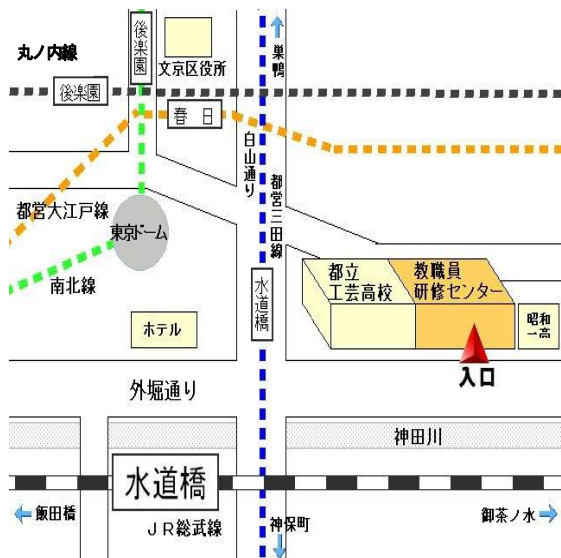 丸ノ内線
後楽園
文京区役所
巣鴨
後楽園
春日
白山通り
都営三田線
都営大江戸線
東京ドーム
南北線
水道橋
都立
工芸高校
教職員
研修センター
昭和
一高
ホテル
入口
外堀通り
神田川
水道橋
飯田橋
JR総武線
神保町
御茶ノ水